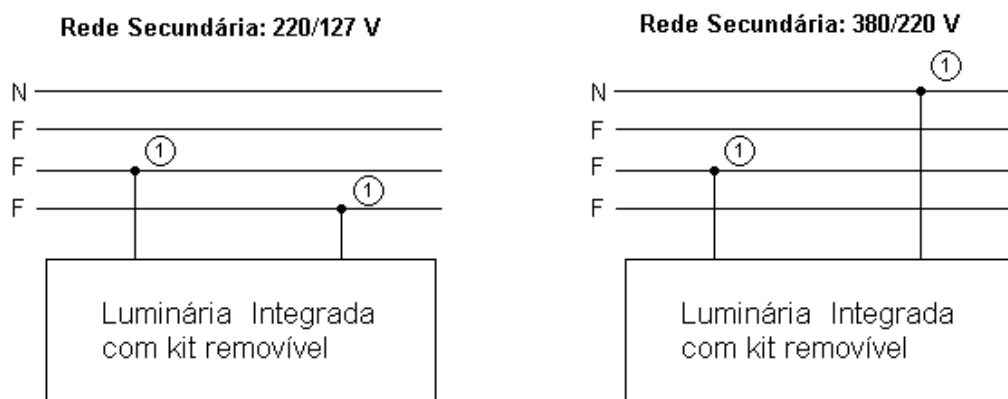 Rede Secundária: 220/127 V
N
F
F
F
1
1
Luminária Integrada
com kit removível
Rede Secundária: 380/220 V
N
F
F
F
1
1
Luminária Integrada
com kit removível